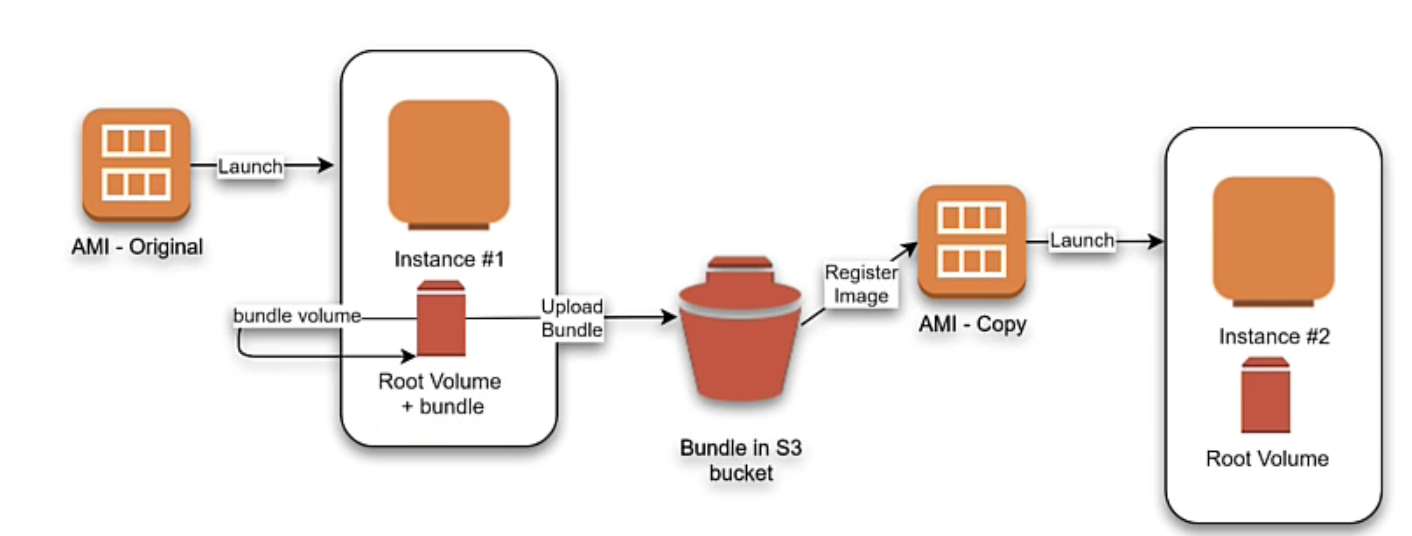 Launch
AMI - Original
Instance #1
bundle volume
Root Volume
+ bundle
Upload
Bundle
Bundle in S3
bucket
Register
Image
AMI - Copy
Launch
Instance #2
Root Volume